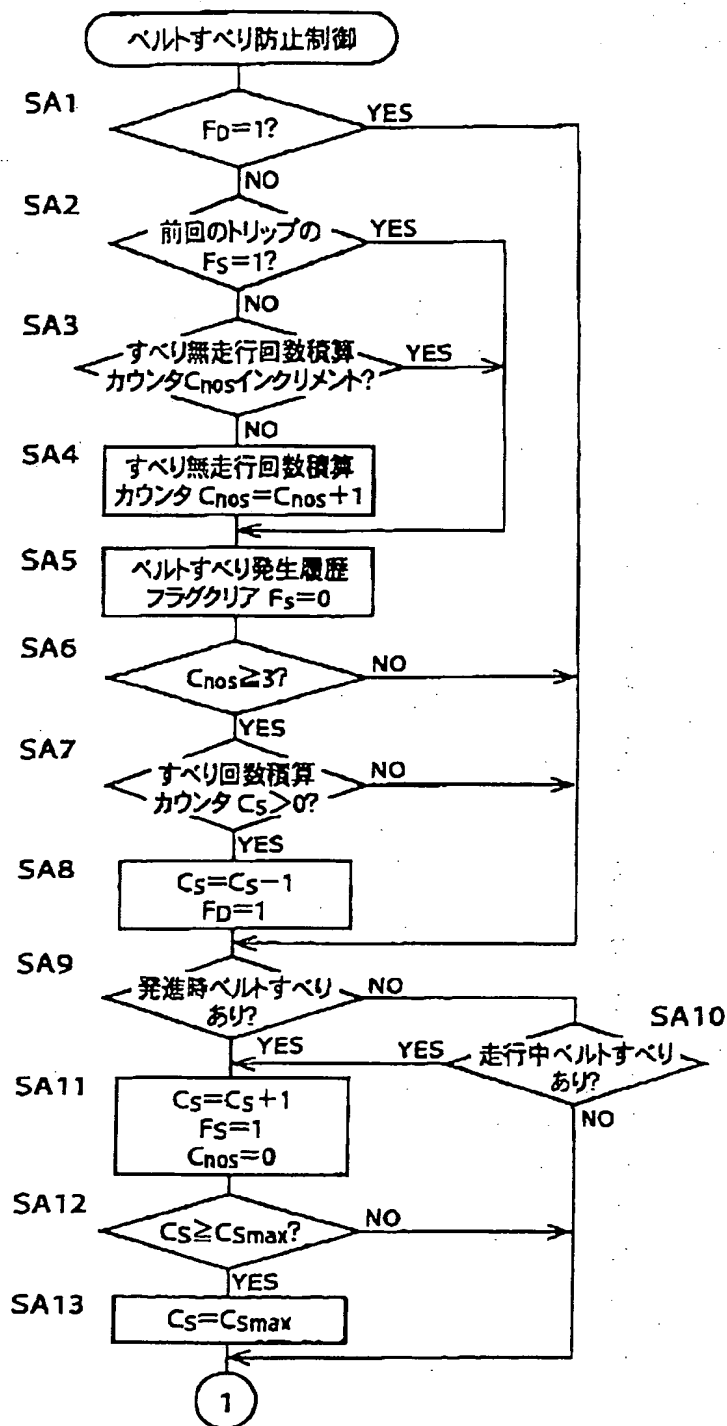 ベルトすべり防止制御
SA1
FD=1?
YES
NO
SA2
前回のトリップの
FS=1?
YES
NO
SA3
すべり無走行回数積算
カウンタCnosインクリメント?
YES
NO
SA4
すべり無走行回数積算
カウンタ Cnos=Cnos+1
SA5
ベルトすべり発生履歴
フラグクリア Fs=0
SA6
Cnos≧3?
NO
YES
SA7
すべり回数積算
カウンタ CS>0?
NO
YES
SA8
CS=CS-1
FD=1
SA9
発進時ベルトすべり
あり?
NO
YES
SA10
走行中ベルトすべり
あり?
YES
NO
SA11
CS=CS+1
FS=1
Cnos=0
SA12
CS≧CSmax?
NO
YES
SA13
CS=CSmax
1